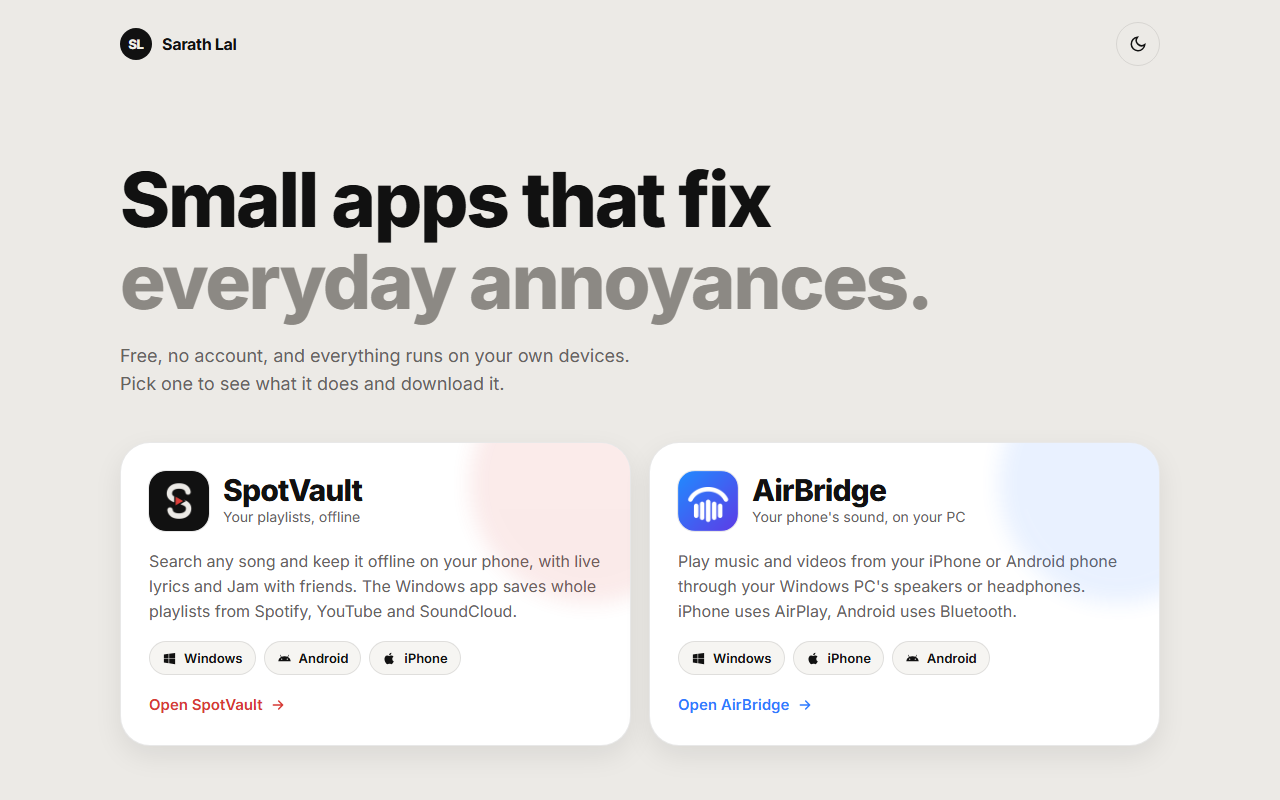 SL Sarath Lal
Small apps that fix
everyday annoyances.
Free, no account, and everything runs on your own devices.
Pick one to see what it does and download it.
SpotVault
Your playlists, offline
Search any song and keep it offline on your phone, with live
lyrics and Jam with friends. The Windows app saves whole
playlists from Spotify, YouTube and SoundCloud.
Windows Android iPhone
Open SpotVault →
AirBridge
Your phone's sound, on your PC
Play music and videos from your iPhone or Android phone
through your Windows PC's speakers or headphones.
iPhone uses AirPlay, Android uses Bluetooth.
Windows iPhone Android
Open AirBridge →